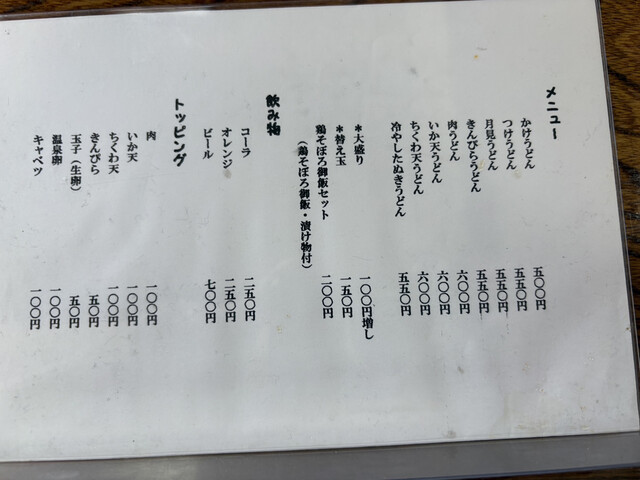 メニュー
かけうどん 五〇〇円
つけうどん 五五〇円
月見うどん 五五〇円
きんぴらうどん 五五〇円
肉うどん 六〇〇円
いか天うどん 六〇〇円
ちくわ天うどん 六〇〇円
冷やしたぬきうどん 五五〇円
＊大盛り 一〇〇円増し
＊替え玉 一五〇円
鶏そぼろ御飯セット 二〇〇円
（鶏そぼろ御飯・漬け物付）
飲み物
コーラ 二五〇円
オレンジ 二五〇円
ビール 七〇〇円
トッピング
肉 一〇〇円
いか天 一〇〇円
ちくわ天 一〇〇円
きんぴら 五〇円
玉子（生卵） 五〇円
温泉卵 一〇〇円
キャベツ 一〇〇円